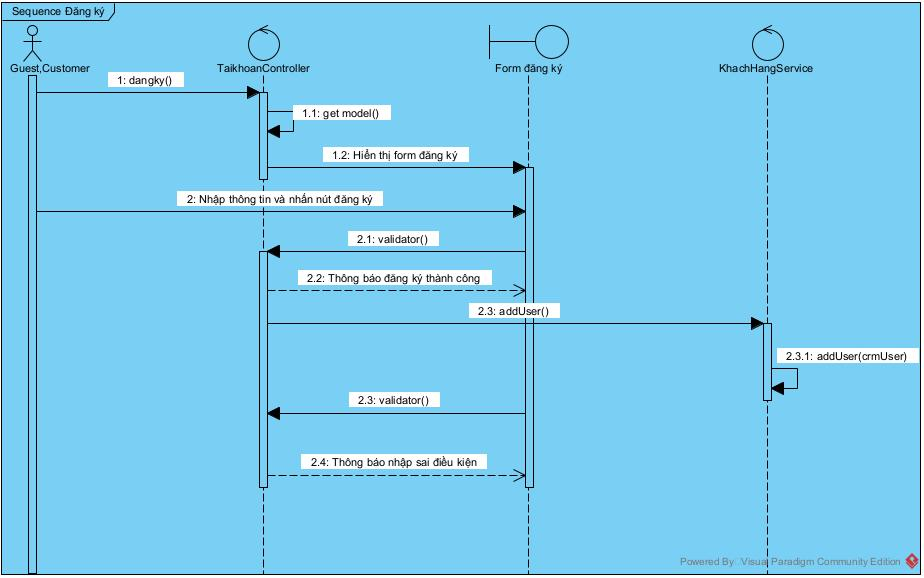 Sequence Đăng ký
Guest,Customer
TaikhoanController
Form đăng ký
KhachHangService
1: dangky()
1.1: get model()
1.2: Hiển thị form đăng ký
2: Nhập thông tin và nhấn nút đăng ký
2.1: validator()
2.2: Thông báo đăng ký thành công
2.3: addUser()
2.3.1: addUser(crmUser)
2.3: validator()
2.4: Thông báo nhập sai điều kiện
Powered By Visual Paradigm Community Edition